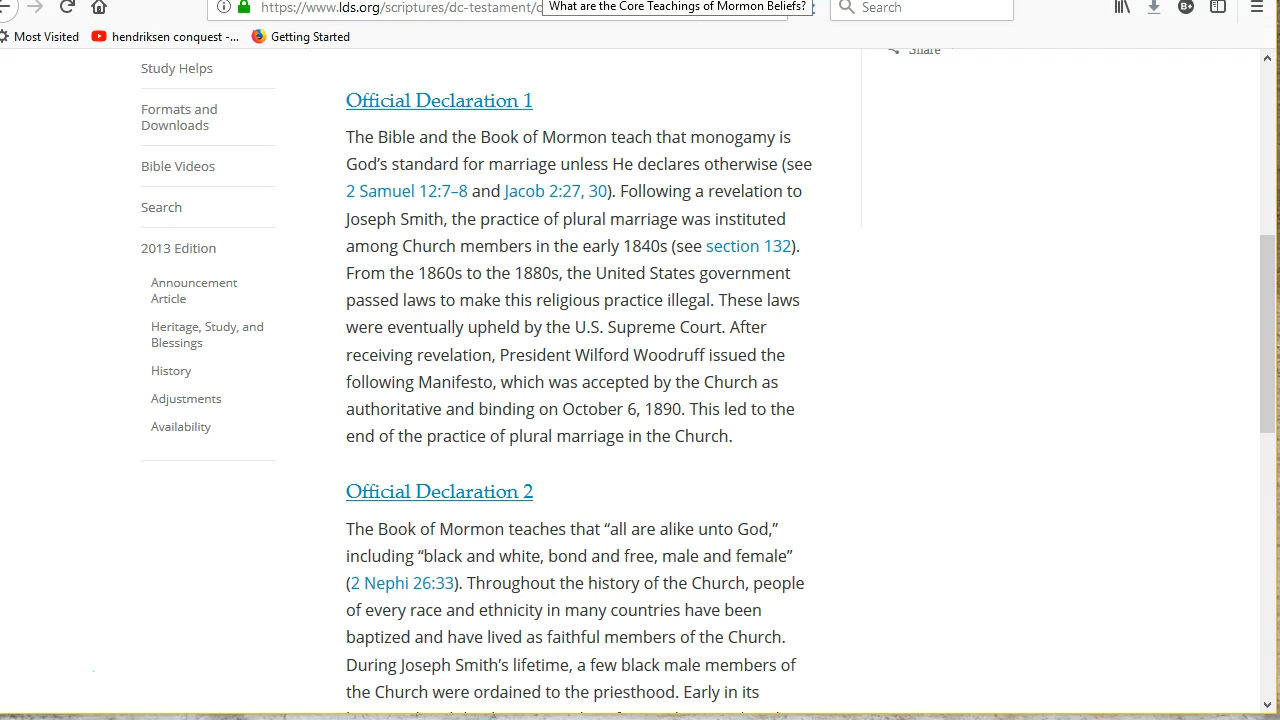 https://www.lds.org/scriptures/dc-testament/
What are the Core Teachings of Mormon Beliefs?
Search
Most Visited
hendriksen conquest -...
Getting Started
Share
Study Helps
Formats and
Downloads
Bible Videos
Search
2013 Edition
Announcement
Article
Heritage, Study, and
Blessings
History
Adjustments
Availability
Official Declaration 1
The Bible and the Book of Mormon teach that monogamy is
God’s standard for marriage unless He declares otherwise (see
2 Samuel 12:7–8 and Jacob 2:27, 30). Following a revelation to
Joseph Smith, the practice of plural marriage was instituted
among Church members in the early 1840s (see section 132).
From the 1860s to the 1880s, the United States government
passed laws to make this religious practice illegal. These laws
were eventually upheld by the U.S. Supreme Court. After
receiving revelation, President Wilford Woodruff issued the
following Manifesto, which was accepted by the Church as
authoritative and binding on October 6, 1890. This led to the
end of the practice of plural marriage in the Church.
Official Declaration 2
The Book of Mormon teaches that “all are alike unto God,”
including “black and white, bond and free, male and female”
(2 Nephi 26:33). Throughout the history of the Church, people
of every race and ethnicity in many countries have been
baptized and have lived as faithful members of the Church.
During Joseph Smith’s lifetime, a few black male members of
the Church were ordained to the priesthood. Early in its